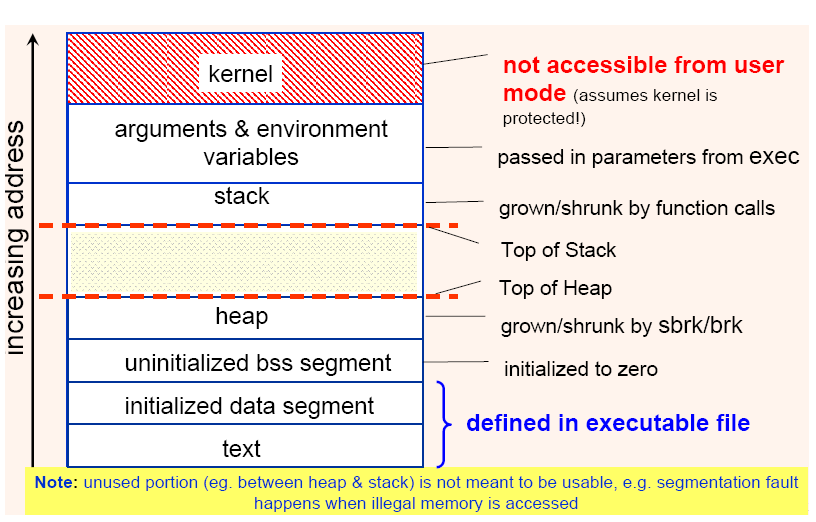 increasing address
kernel
not accessible from user
mode (assumes kernel is
protected!)
arguments & environment
variables
passed in parameters from exec
stack
grown/shrunk by function calls
Top of Stack
Top of Heap
heap
grown/shrunk by sbrk/brk
uninitialized bss segment
initialized to zero
initialized data segment
defined in executable file
text
Note: unused portion (eg. between heap & stack) is not meant to be usable, e.g. segmentation fault
happens when illegal memory is accessed